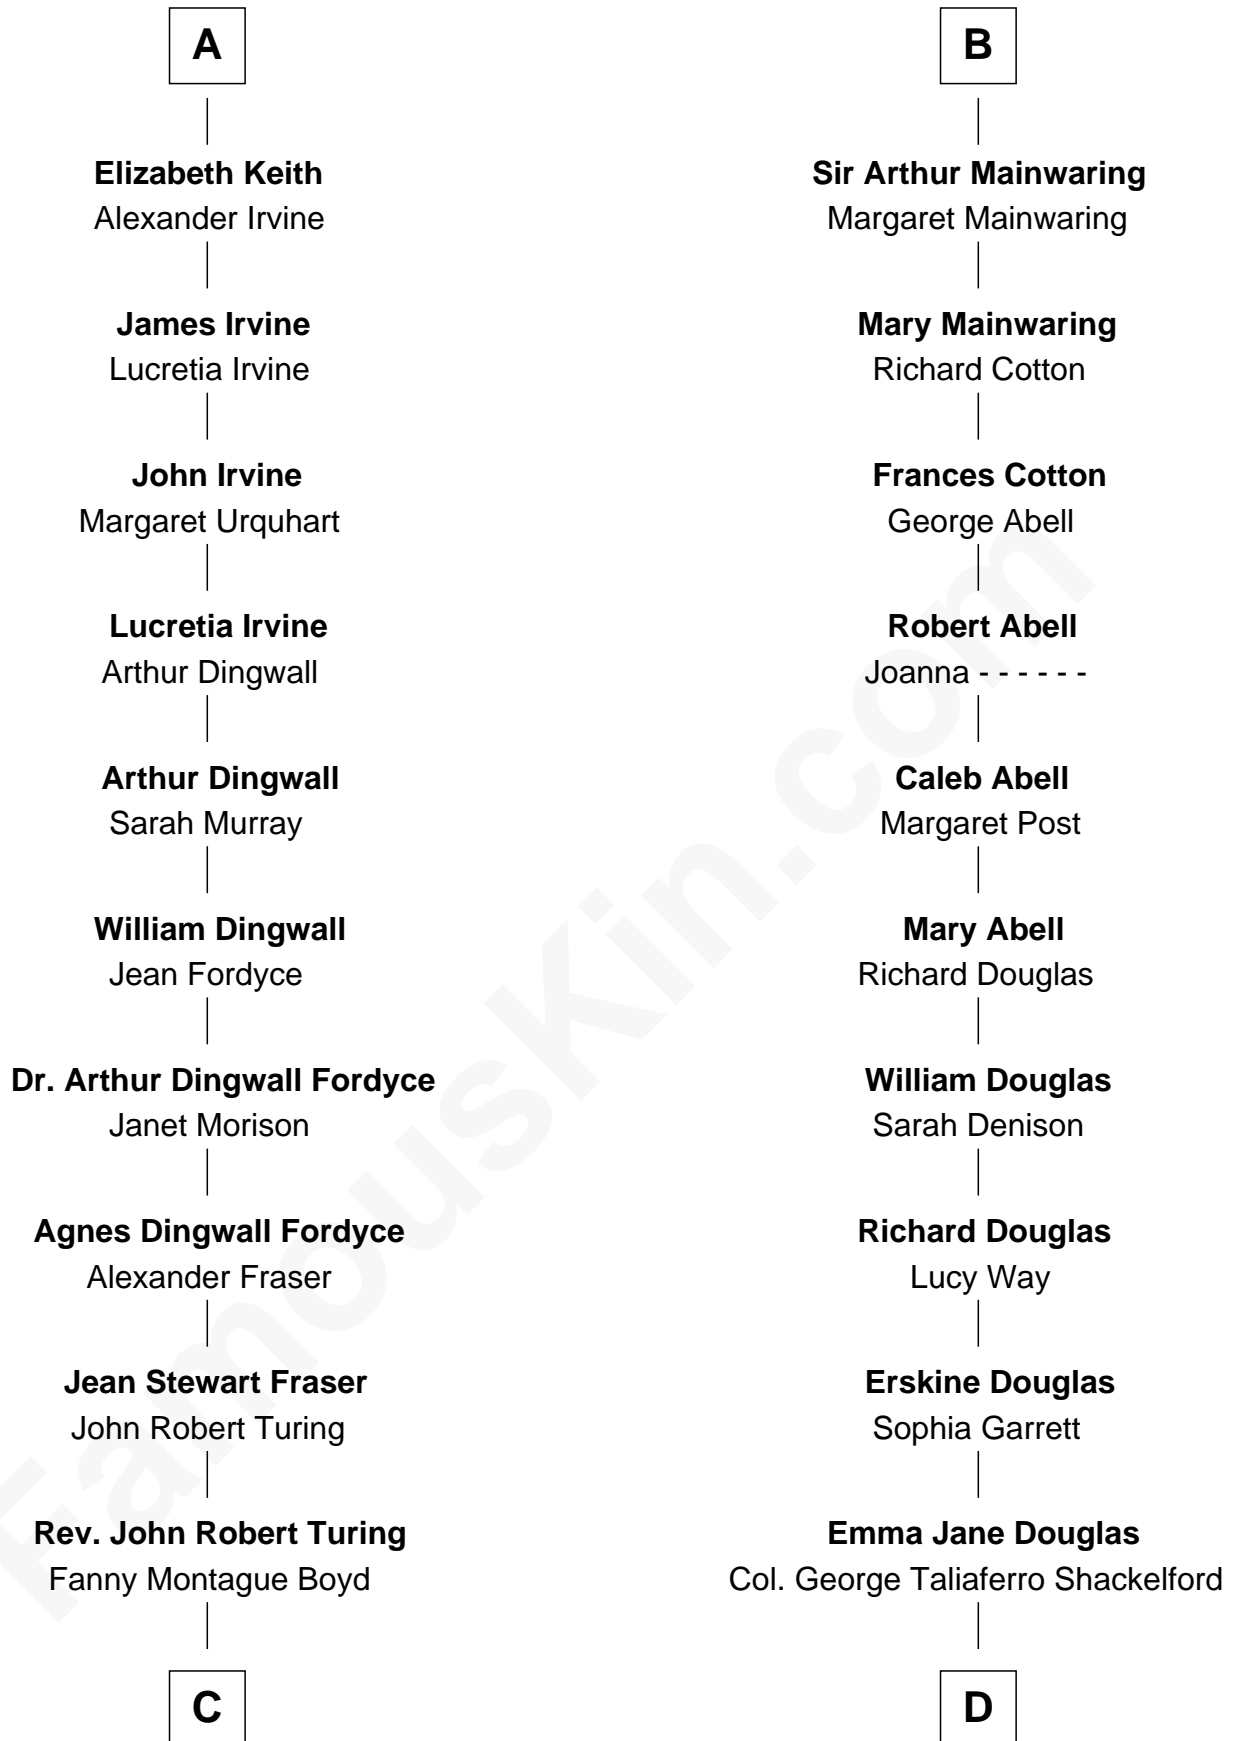 A
Elizabeth Keith
Alexander Irvine
James Irvine
Lucretia Irvine
John Irvine
Margaret Urquhart
Lucretia Irvine
Arthur Dingwall
Arthur Dingwall
Sarah Murray
William Dingwall
Jean Fordyce
Dr. Arthur Dingwall Fordyce
Janet Morison
Agnes Dingwall Fordyce
Alexander Fraser
Jean Stewart Fraser
John Robert Turing
Rev. John Robert Turing
Fanny Montague Boyd
C
B
Sir Arthur Mainwaring
Margaret Mainwaring
Mary Mainwaring
Richard Cotton
Frances Cotton
George Abell
Robert Abell
Joanna - - - - - -
Caleb Abell
Margaret Post
Mary Abell
Richard Douglas
William Douglas
Sarah Denison
Richard Douglas
Lucy Way
Erskine Douglas
Sophia Garrett
Emma Jane Douglas
Col. George Taliaferro Shackelford
D
FamousKin.com